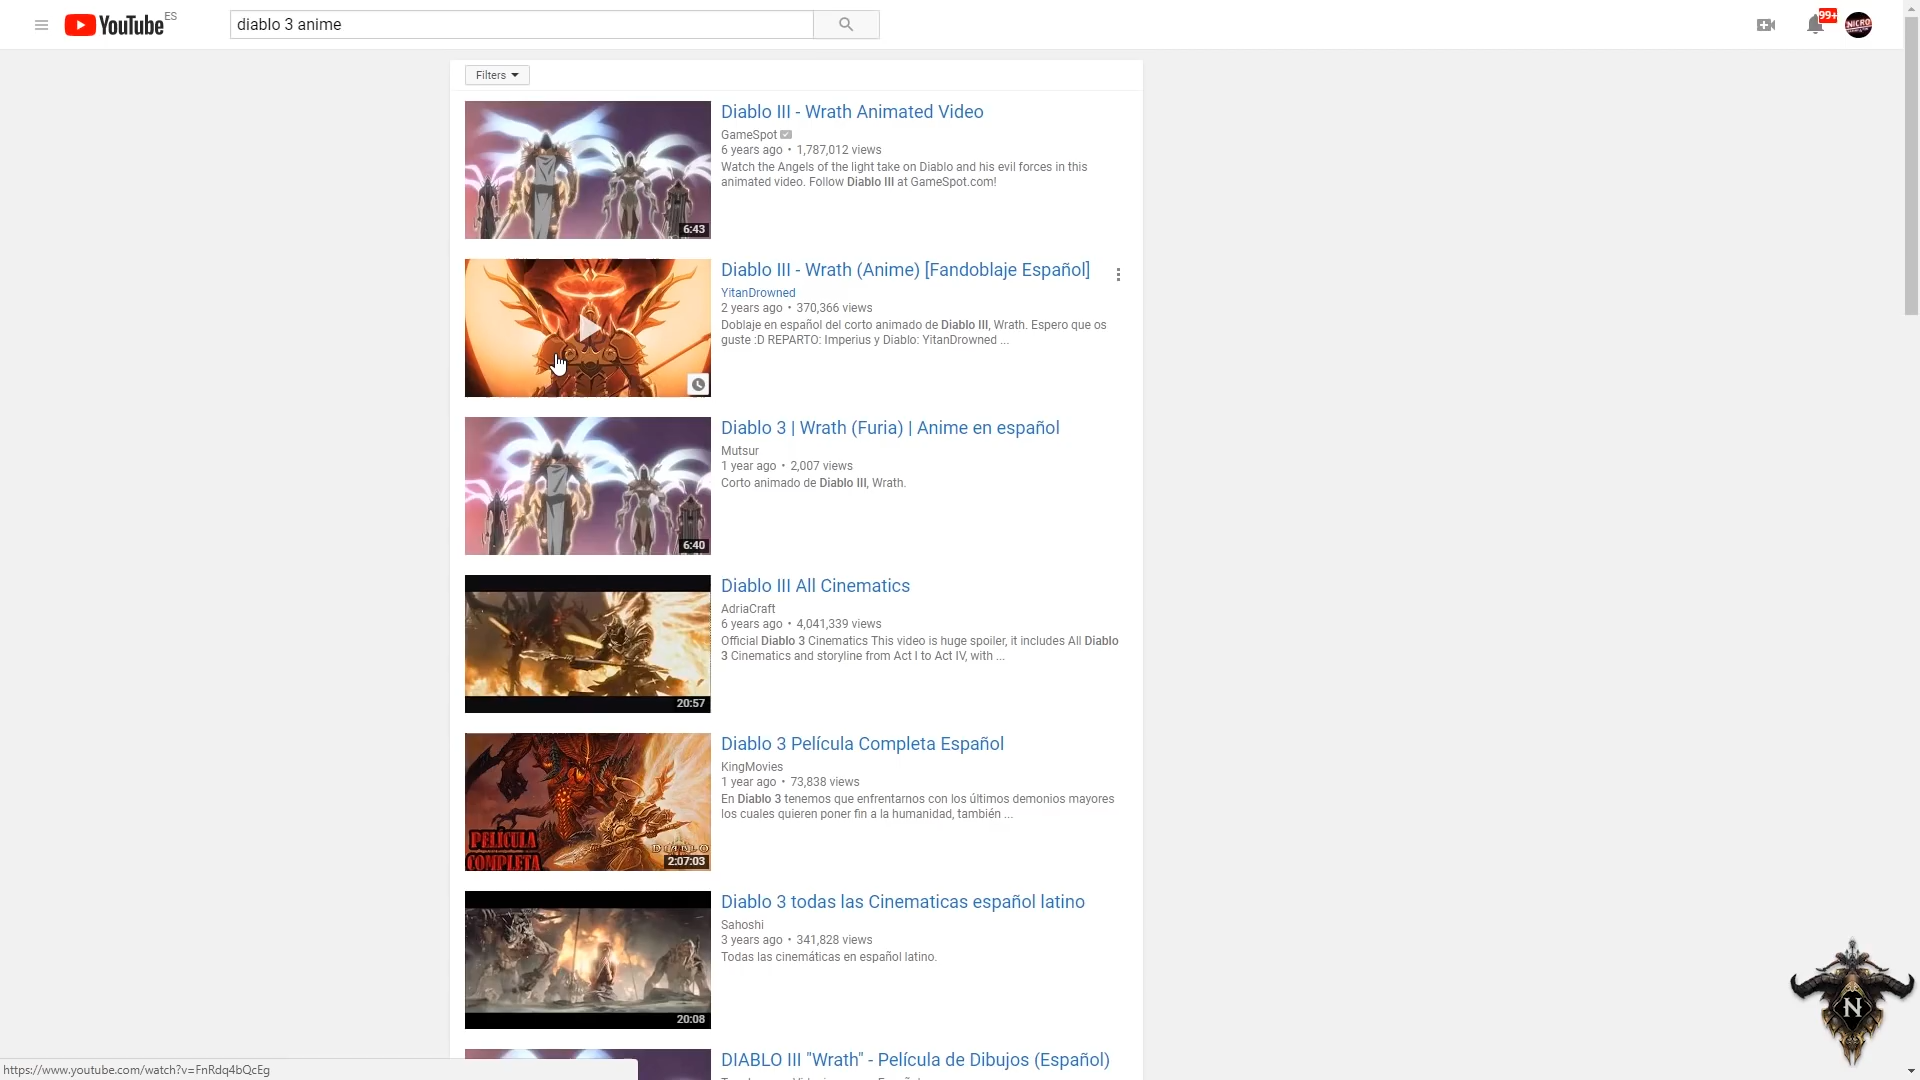 YouTube ES
diablo 3 anime
99+
NICRO
Filters
Diablo III - Wrath Animated Video
GameSpot
6 years ago • 1,787,012 views
Watch the Angels of the light take on Diablo and his evil forces in this
animated video. Follow Diablo III at GameSpot.com!
6:43
Diablo III - Wrath (Anime) [Fandoblaje Español]
YitanDrowned
2 years ago • 370,366 views
Doblaje en español del corto animado de Diablo III, Wrath. Espero que os
guste :D REPARTO: Imperius y Diablo: YitanDrowned ...
Diablo 3 | Wrath (Furia) | Anime en español
Mutsur
1 year ago • 2,007 views
Corto animado de Diablo III, Wrath.
6:40
Diablo III All Cinematics
AdriaCraft
6 years ago • 4,041,339 views
Official Diablo 3 Cinematics This video is huge spoiler, it includes All Diablo
3 Cinematics and storyline from Act I to Act IV, with ...
20:57
Diablo 3 Película Completa Español
KingMovies
1 year ago • 73,838 views
En Diablo 3 tenemos que enfrentarnos con los últimos demonios mayores
los cuales quieren poner fin a la humanidad, también ...
PELÍCULA
COMPLETA
DIABLO
2:07:03
Diablo 3 todas las Cinematicas español latino
Sahoshi
3 years ago • 341,828 views
Todas las cinemáticas en español latino.
20:08
N
DIABLO III "Wrath" - Película de Dibujos (Español)
https://www.youtube.com/watch?v=FnRdq4bQcEg